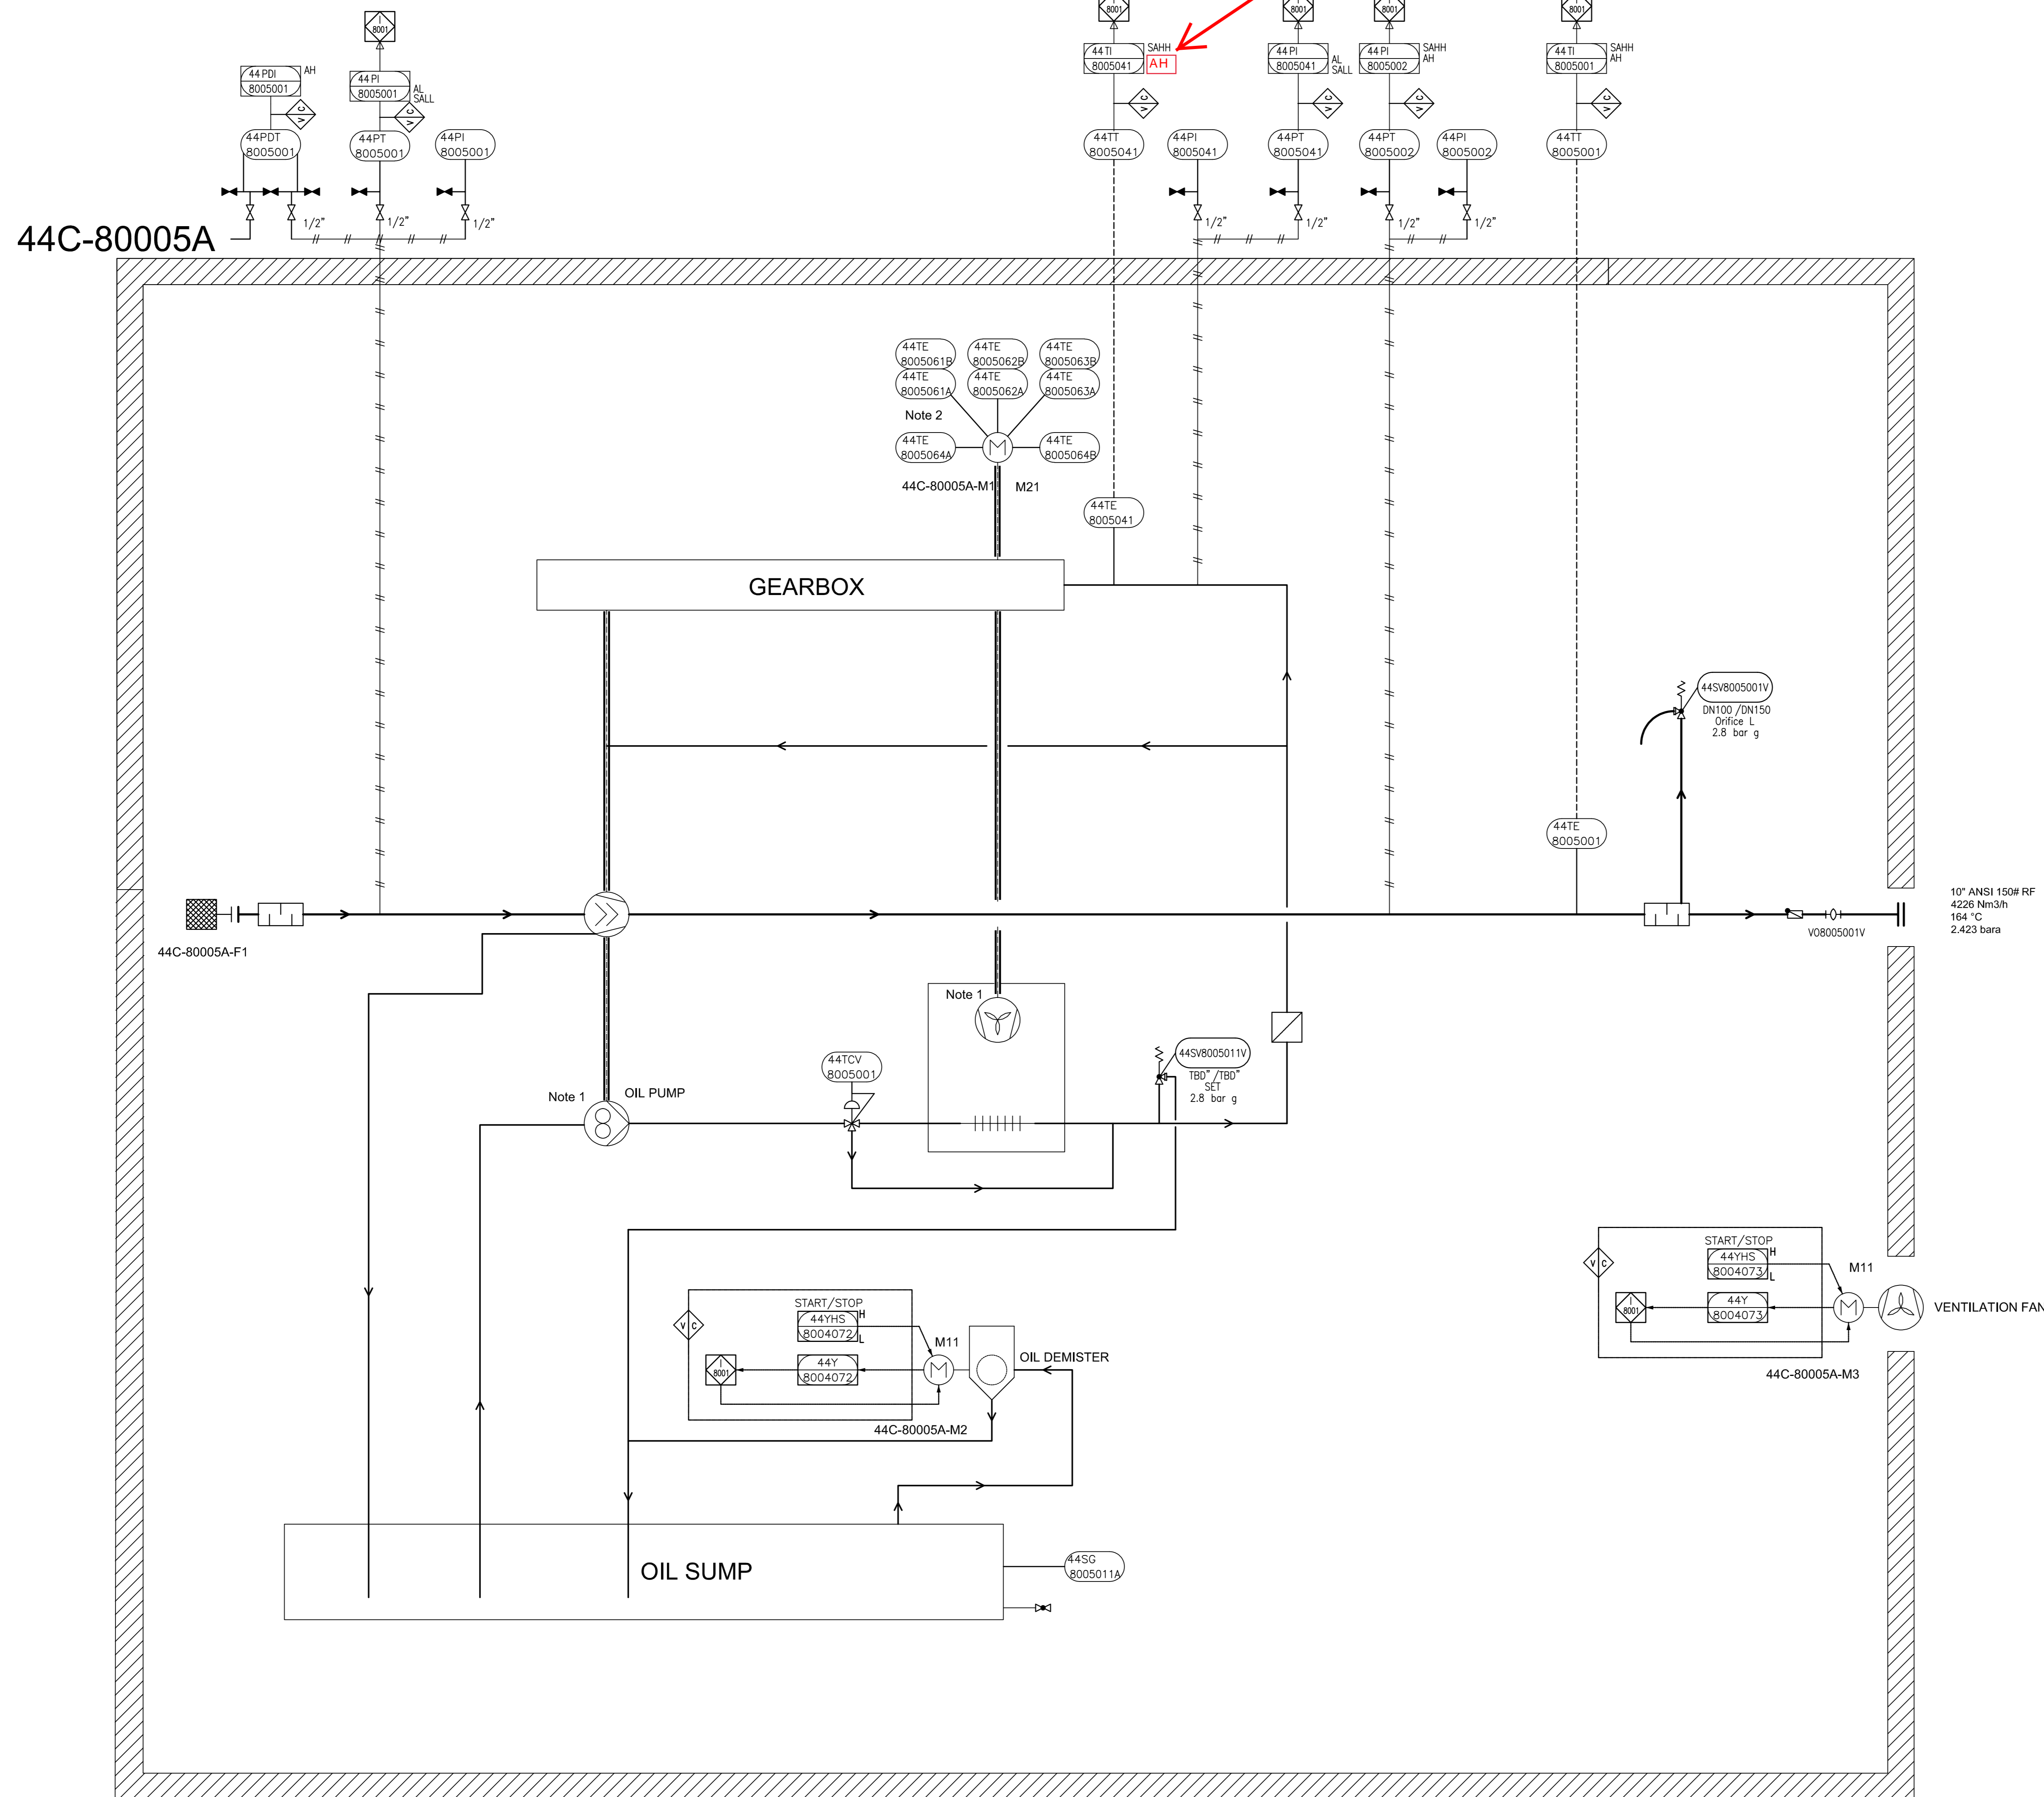 I
8001
I
8001
I
8001
I
8001
I
8001
44 PDI
8005001
AH
44 PI
8005001
AL
SALL
44 TI
8005041
SAHH
AH
44 PI
8005041
AL
SALL
44 PI
8005002
SAHH
AH
44 TI
8005001
SAHH
AH
V C
V C
V C
V C
V C
V C
44PDT
8005001
44PT
8005001
44PI
8005001
44TT
8005041
44PI
8005041
44PT
8005041
44PT
8005002
44PI
8005002
44TT
8005001
1/2"
1/2"
1/2"
1/2"
1/2"
1/2"
1/2"
44C-80005A
44TE
8005061B
44TE
8005062B
44TE
8005063B
44TE
8005061A
44TE
8005062A
44TE
8005063A
Note 2
44TE
8005064A
M
44TE
8005064B
44C-80005A-M1
M21
44TE
8005041
GEARBOX
44SV8005001V
DN100 /DN150
Orifice L
2.8 bar g
44TE
8005001
44C-80005A-F1
VO8005001V
10" ANSI 150# RF
4226 Nm3/h
164 °C
2.423 bara
Note 1
44TCV
8005001
44SV8005011V
TBD" /TBD"
SET
2.8 bar g
Note 1
OIL PUMP
START/STOP
44YHS
8004072
H
L
V C
I
8001
44Y
8004072
M11
M
OIL DEMISTER
44C-80005A-M2
START/STOP
44YHS
8004073
H
L
V C
I
8001
44Y
8004073
M11
M
VENTILATION FAN
44C-80005A-M3
OIL SUMP
44SG
8005011A